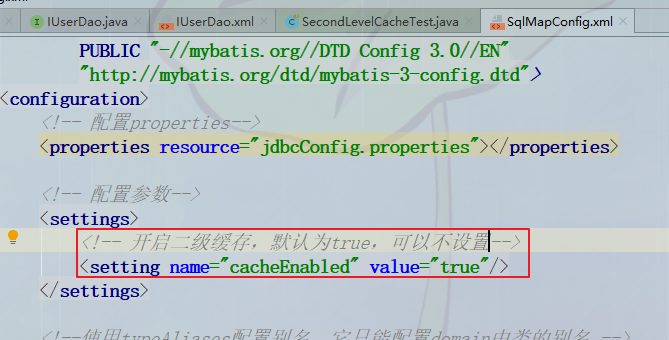 IUserDao.java IUserDao.xml SecondLevelCacheTest.java SqlMapConfig.xml
PUBLIC "-//mybatis.org//DTD Config 3.0//EN"
"http://mybatis.org/dtd/mybatis-3-config.dtd">
<configuration>
<!-- 配置properties-->
<properties resource="jdbcConfig.properties"></properties>
<!-- 配置参数-->
<settings>
<!-- 开启二级缓存，默认为true，可以不设置-->
<setting name="cacheEnabled" value="true"/>
</settings>
<!--使用typeAliases配置别名，它只能配置domain中类的别名 -->